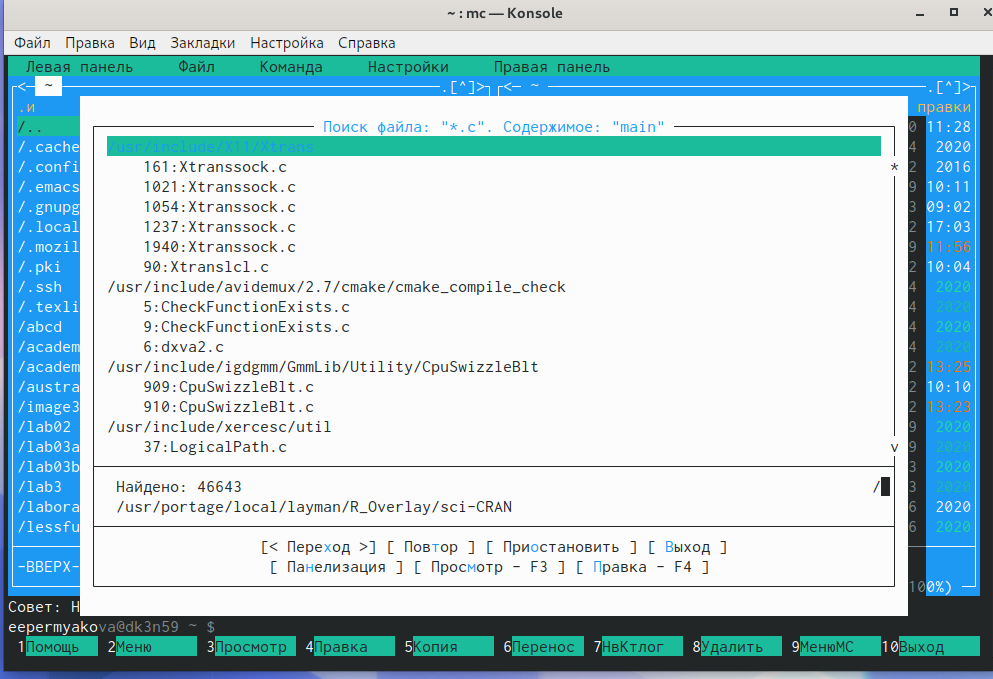 ~ : mc — Konsole
Файл Правка Вид Закладки Настройка Справка
Левая панель Файл Команда Настройки Правая панель
<─ ~ .[^]> <─ ~ .[^]>
.и правки
/.. 0 11:28
Поиск файла: "*.c". Содержимое: "main"
/.cache /usr/include/X11/Xtrans 4 2020
/.confi 161:Xtranssock.c * 2 2016
/.emacs 1021:Xtranssock.c 9 10:11
/.gnupg 1054:Xtranssock.c 3 09:02
/.local 1237:Xtranssock.c 2 17:03
/.mozil 1940:Xtranssock.c 9 11:56
/.pki 90:Xtranslcl.c 2 10:04
/.ssh /usr/include/avidemux/2.7/cmake/cmake_compile_check 4 2020
/.texli 5:CheckFunctionExists.c 4 2020
/abcd 9:CheckFunctionExists.c 4 2020
/academ 6:dxva2.c 4 2020
/academ /usr/include/igdgmm/GmmLib/Utility/CpuSwizzleBlt 2 13:25
/austra 909:CpuSwizzleBlt.c 2 10:10
/image3 910:CpuSwizzleBlt.c 2 13:23
/lab02 /usr/include/xercesc/util 9 2020
/lab03a 37:LogicalPath.c v 9 2020
/lab03b 3 2020
/lab3 Найдено: 46643 / 3 2020
/labora /usr/portage/local/layman/R_Overlay/sci-CRAN 6 2020
/lessfu 6 2020
[< Переход >] [ Повтор ] [ Приостановить ] [ Выход ]
-ВВЕРХ- [ Панелизация ] [ Просмотр - F3 ] [ Правка - F4 ]
100%)
Совет: Н
eepermyakova@dk3n59 ~ $
1Помощь 2Меню 3Просмотр 4Правка 5Копия 6Перенос 7НвКтлог 8Удалить 9МенюMC 10Выход